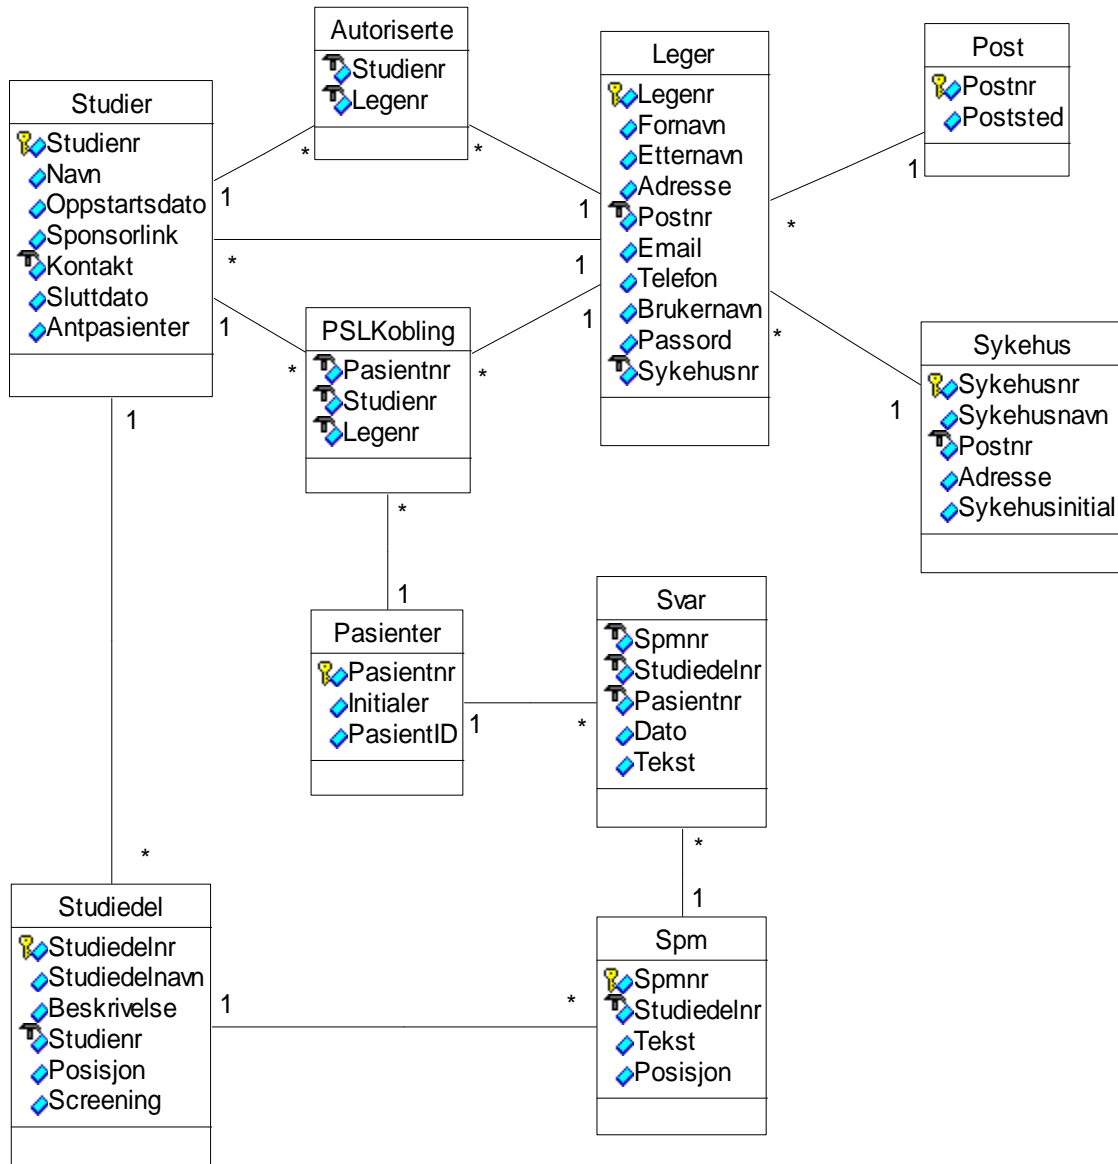 Autoriserte
Studienr
Legenr
Leger
Legenr
Fornavn
Etternavn
Adresse
Postnr
Email
Telefon
Brukernavn
Passord
Sykehusnr
Post
Postnr
Poststed
Studier
Studienr
Navn
Oppstartsdato
Sponsorlink
Kontakt
Sluttdato
Antpasienter
*
*
1
1
1
*
*
1
1
1
*
*
*
1
1
*
PSLKobling
Pasientnr
Studienr
Legenr
Sykehus
Sykehusnr
Sykehusnavn
Postnr
Adresse
Sykehusinitial
*
1
Pasienter
Pasientnr
Initialer
PasientID
1
*
Svar
Spmnr
Studiedelnr
Pasientnr
Dato
Tekst
*
1
1
*
Studiedel
Studiedelnr
Studiedelnavn
Beskrivelse
Studienr
Posisjon
Screening
1
*
Spm
Spmnr
Studiedelnr
Tekst
Posisjon